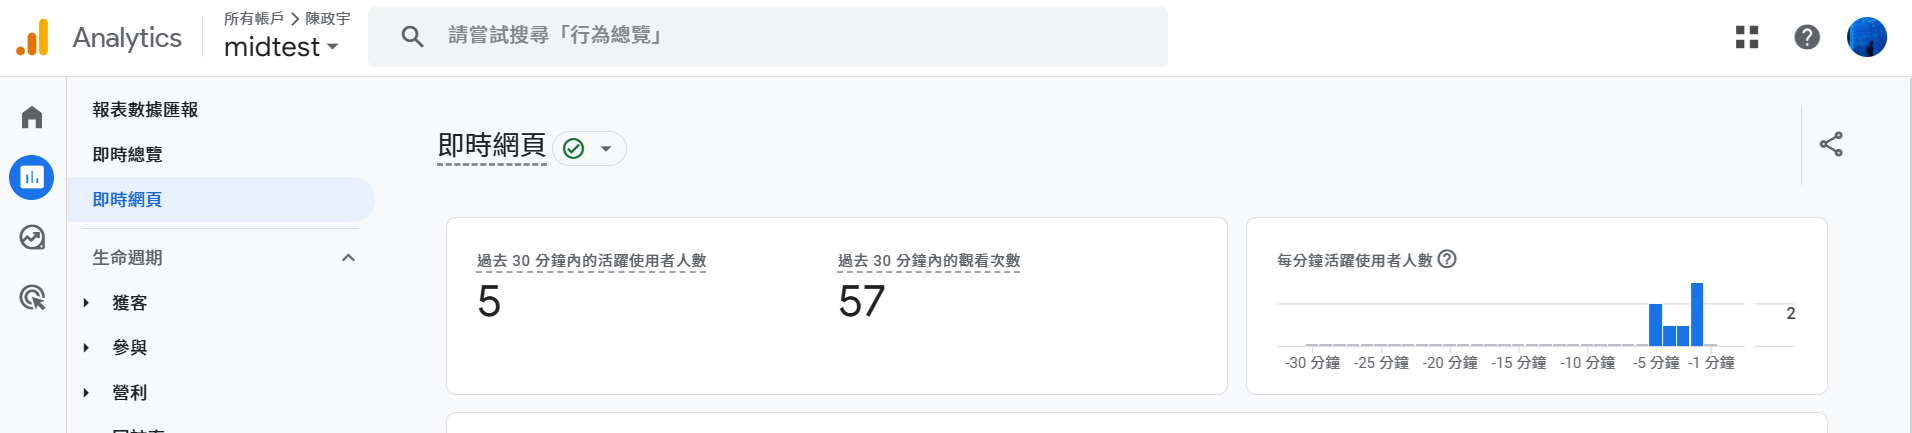 Analytics
所有帳戶 > 陳政宇
midtest
請嘗試搜尋「行為總覽」
報表數據匯報
即時總覽
即時網頁
生命週期
獲客
參與
營利
即時網頁
過去 30 分鐘內的活躍使用者人數
5
過去 30 分鐘內的觀看次數
57
每分鐘活躍使用者人數
2
-30 分鐘 -25 分鐘 -20 分鐘 -15 分鐘 -10 分鐘 -5 分鐘 -1 分鐘